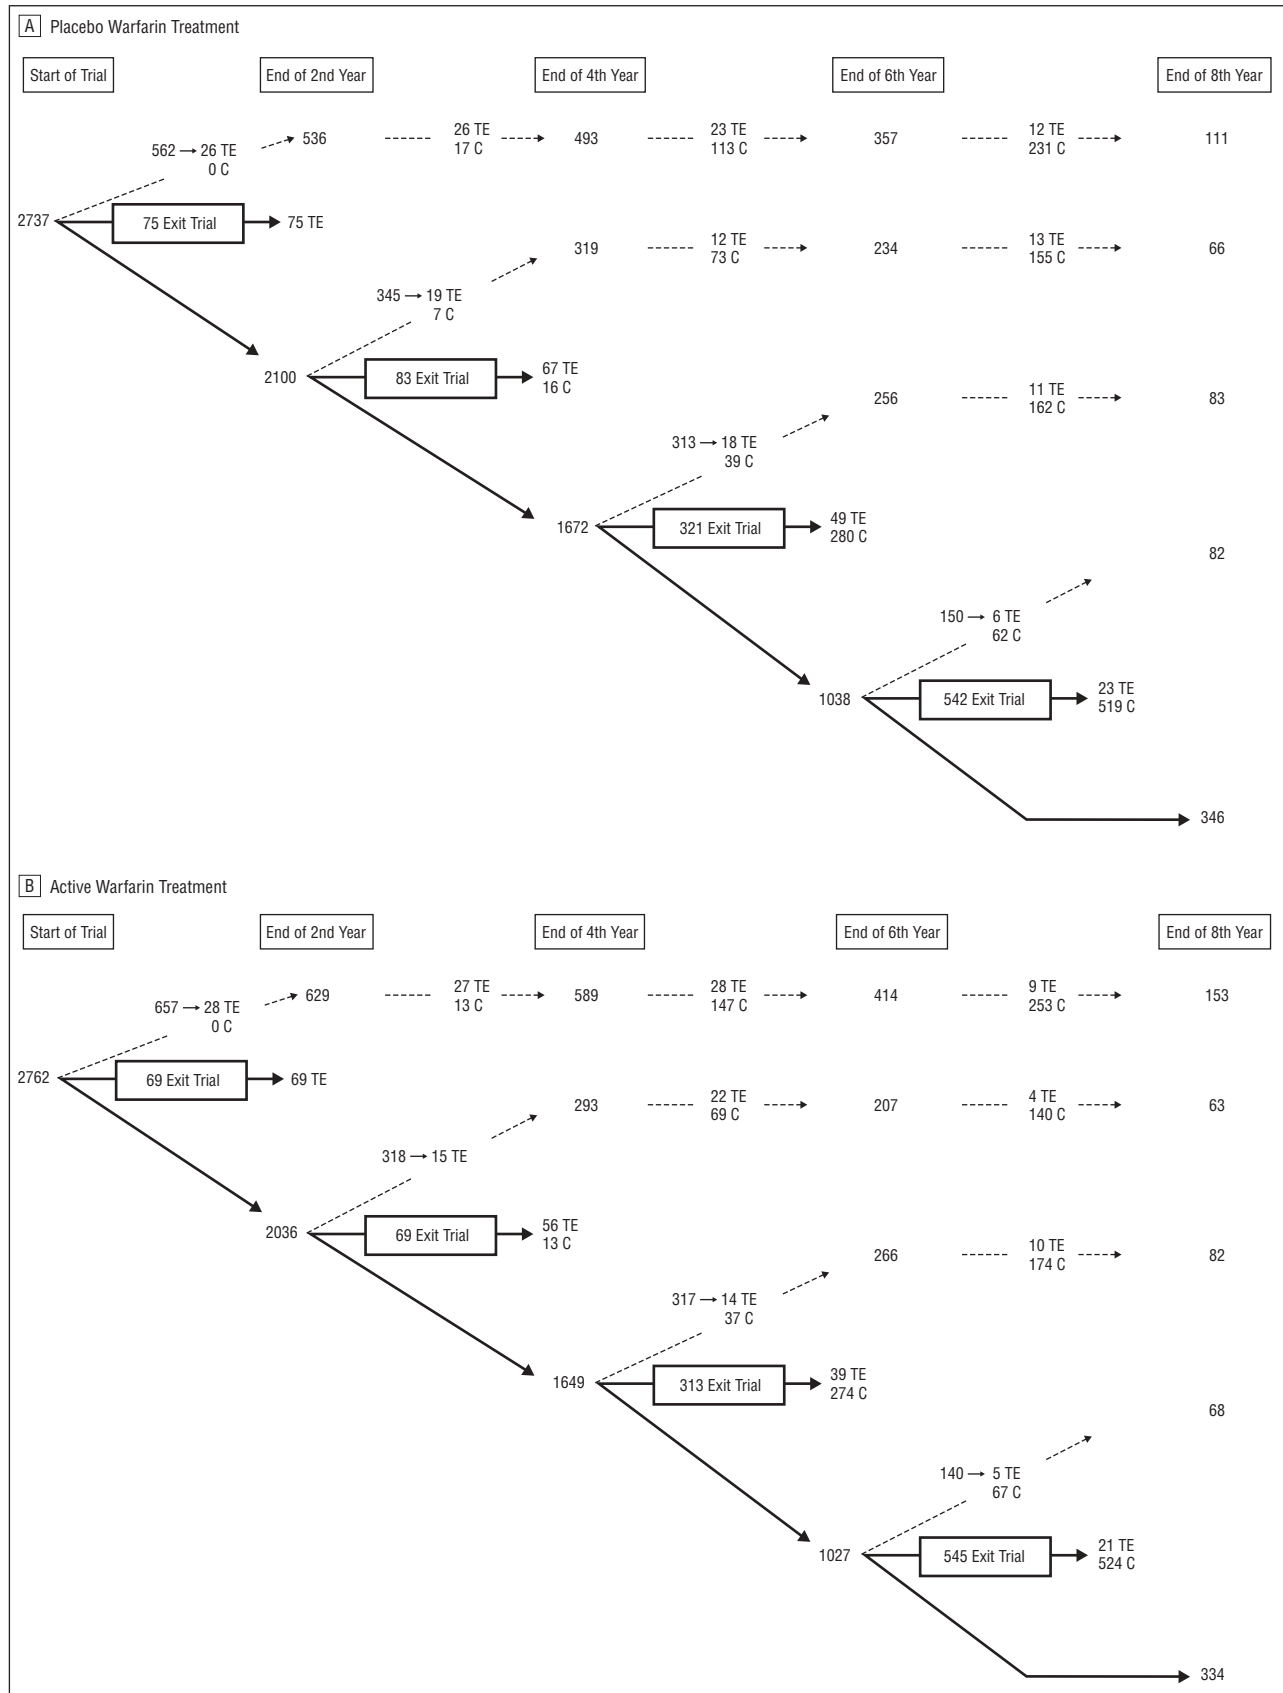 A Placebo Warfarin Treatment
Start of Trial
End of 2nd Year
End of 4th Year
End of 6th Year
End of 8th Year
536
26 TE
17 C
493
23 TE
113 C
357
12 TE
231 C
111
562 → 26 TE
0 C
2737
75 Exit Trial
75 TE
319
12 TE
73 C
234
13 TE
155 C
66
345 → 19 TE
7 C
2100
83 Exit Trial
67 TE
16 C
256
11 TE
162 C
83
313 → 18 TE
39 C
1672
321 Exit Trial
49 TE
280 C
82
150 → 6 TE
62 C
1038
542 Exit Trial
23 TE
519 C
346
B Active Warfarin Treatment
Start of Trial
End of 2nd Year
End of 4th Year
End of 6th Year
End of 8th Year
629
27 TE
13 C
589
28 TE
147 C
414
9 TE
253 C
153
657 → 28 TE
0 C
2762
69 Exit Trial
69 TE
293
22 TE
69 C
207
4 TE
140 C
63
318 → 15 TE
2036
69 Exit Trial
56 TE
13 C
266
10 TE
174 C
82
317 → 14 TE
37 C
1649
313 Exit Trial
39 TE
274 C
68
140 → 5 TE
67 C
1027
545 Exit Trial
21 TE
524 C
334